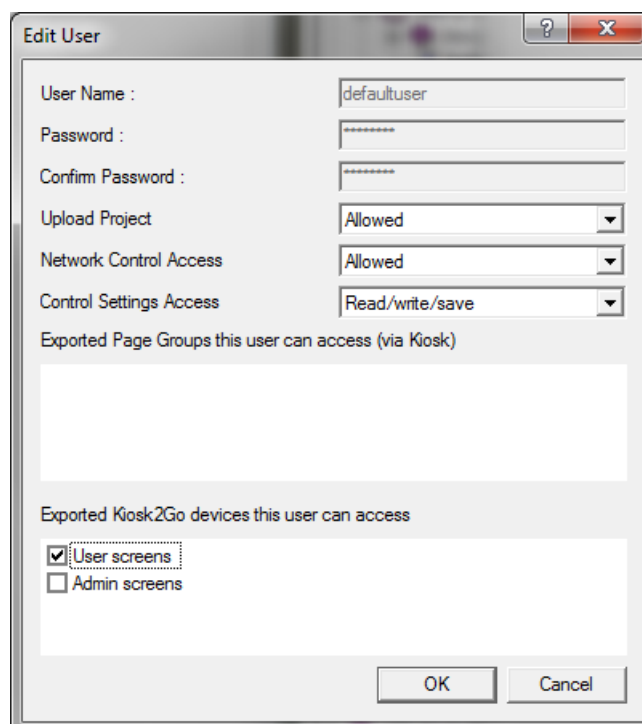 Edit User
?
X
User Name :
defaultuser
Password :
********
Confirm Password :
********
Upload Project
Allowed
Network Control Access
Allowed
Control Settings Access
Read/write/save
Exported Page Groups this user can access (via Kiosk)
Exported Kiosk2Go devices this user can access
User screens
Admin screens
OK
Cancel